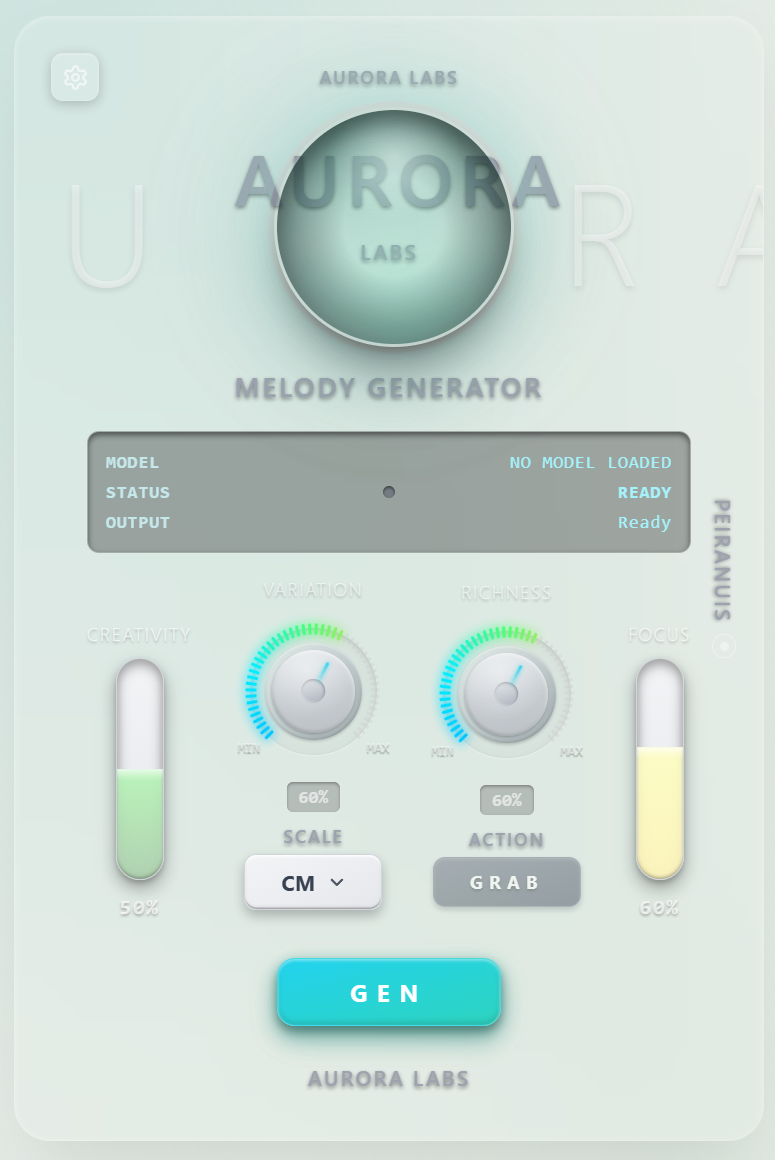 AURORA LABS
AURORA
U R A
LABS
MELODY GENERATOR
MODEL NO MODEL LOADED
STATUS READY
OUTPUT Ready
PEIRANUIS
VARIATION
RICHNESS
CREATIVITY
FOCUS
MIN MAX
MIN MAX
60%
60%
SCALE
ACTION
CM
GRAB
50%
60%
GEN
AURORA LABS